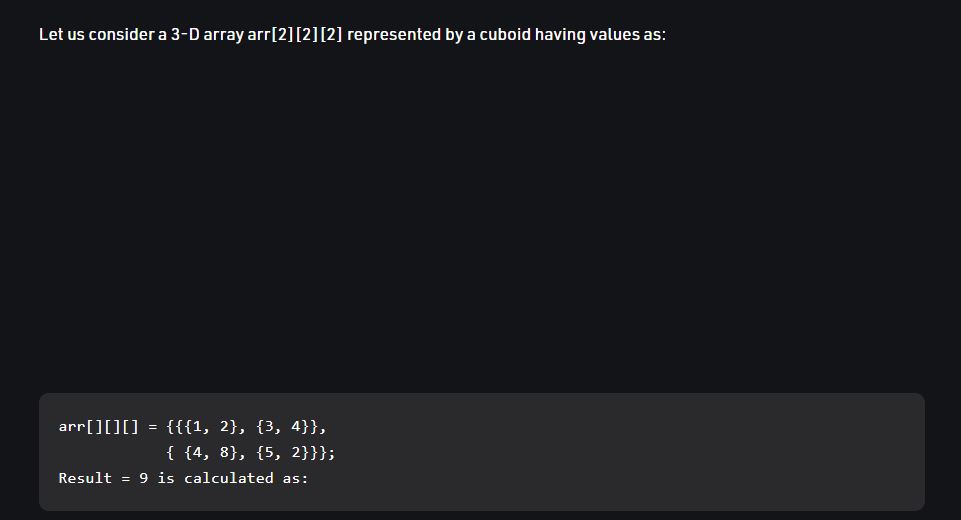 Let us consider a 3-D array arr[2][2][2] represented by a cuboid having values as:
arr[][][] = {{{1, 2}, {3, 4}},
{ {4, 8}, {5, 2}}};
Result = 9 is calculated as: